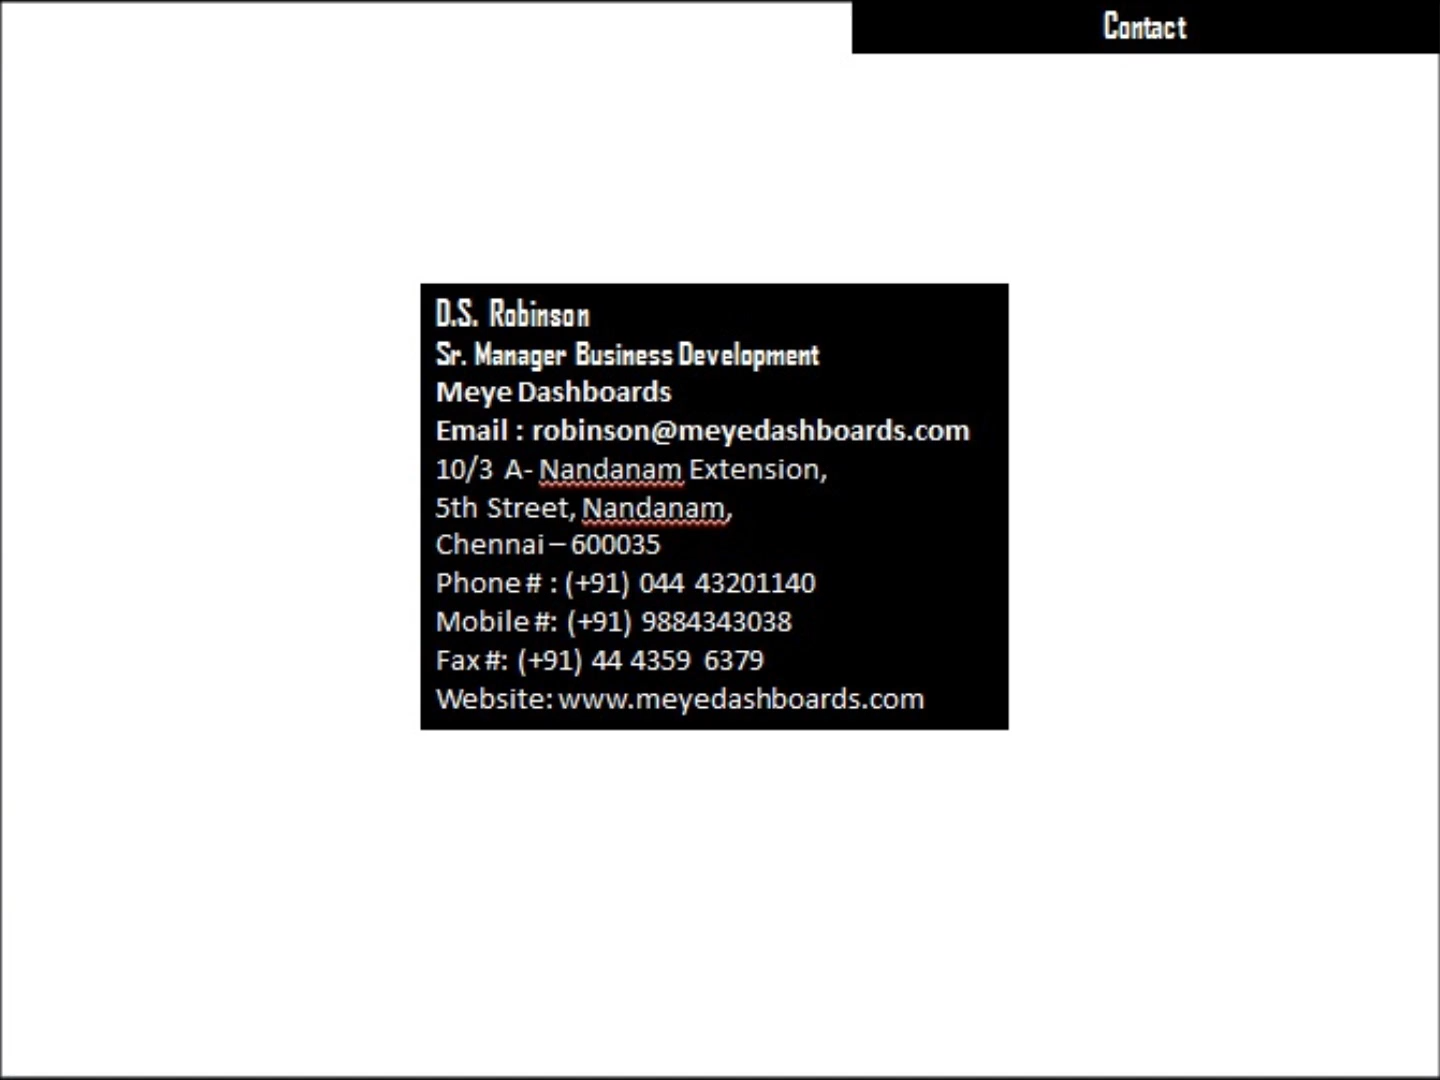 Contact
D.S. Robinson
Sr. Manager Business Development
Meye Dashboards
Email : robinson@meyedashboards.com
10/3 A- Nandanam Extension,
5th Street, Nandanam,
Chennai – 600035
Phone # : (+91) 044 43201140
Mobile #: (+91) 9884343038
Fax #: (+91) 44 4359 6379
Website: www.meyedashboards.com